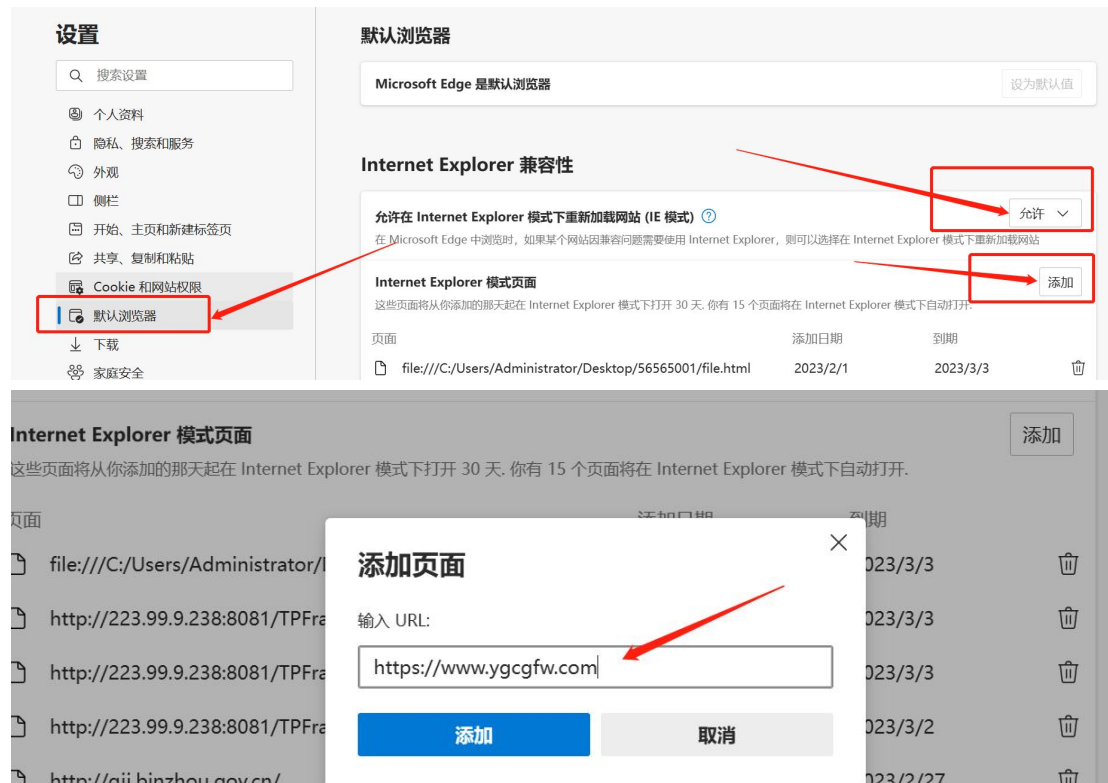 设置
搜索设置
个人资料
隐私、搜索和服务
外观
侧栏
开始、主页和新建标签页
共享、复制和粘贴
Cookie 和网站权限
默认浏览器
下载
家庭安全
默认浏览器
Microsoft Edge 是默认浏览器
设为默认值
Internet Explorer 兼容性
允许在 Internet Explorer 模式下重新加载网站 (IE 模式)
允许
在 Microsoft Edge 中浏览时，如果某个网站因兼容问题需要使用 Internet Explorer，则可以选择在 Internet Explorer 模式下重新加载网站
Internet Explorer 模式页面
添加
这些页面将从你添加的那天起在 Internet Explorer 模式下打开 30 天. 你有 15 个页面将在 Internet Explorer 模式下自动打开.
页面 添加日期 到期
file:///C:/Users/Administrator/Desktop/56565001/file.html 2023/2/1 2023/3/3
Internet Explorer 模式页面
添加
这些页面将从你添加的那天起在 Internet Explorer 模式下打开 30 天. 你有 15 个页面将在 Internet Explorer 模式下自动打开.
页面 添加日期 到期
file:///C:/Users/Administrator/ 023/3/3
http://223.99.9.238:8081/TPFra 023/3/3
http://223.99.9.238:8081/TPFra 023/3/3
http://223.99.9.238:8081/TPFra 023/3/2
023/2/27
添加页面
输入 URL:
https://www.ygcgfw.com
添加
取消